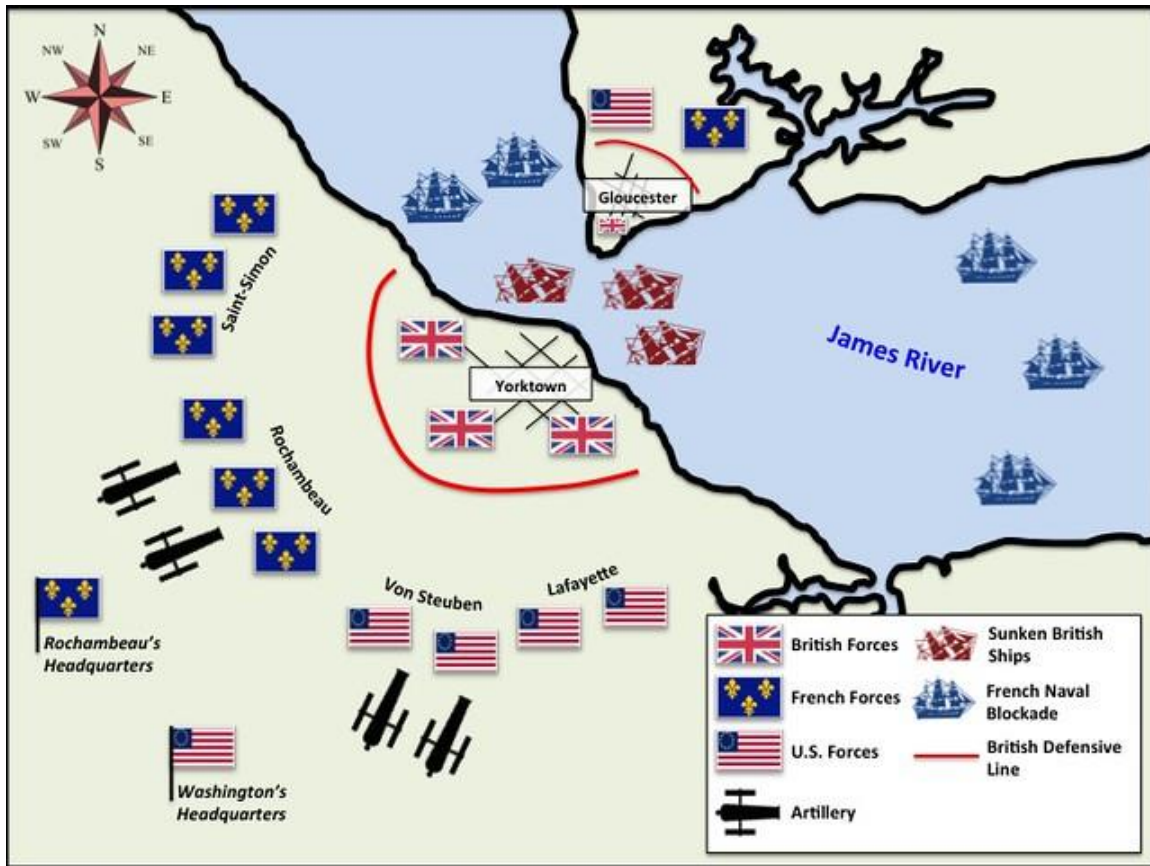 N
NW
NE
W
E
SW
SE
S
Gloucester
Saint-Simon
James River
Yorktown
Rochambeau
Von Steuben
Lafayette
Rochambeau's
Headquarters
Washington's
Headquarters
British Forces
French Forces
U.S. Forces
Artillery
Sunken British
Ships
French Naval
Blockade
British Defensive
Line